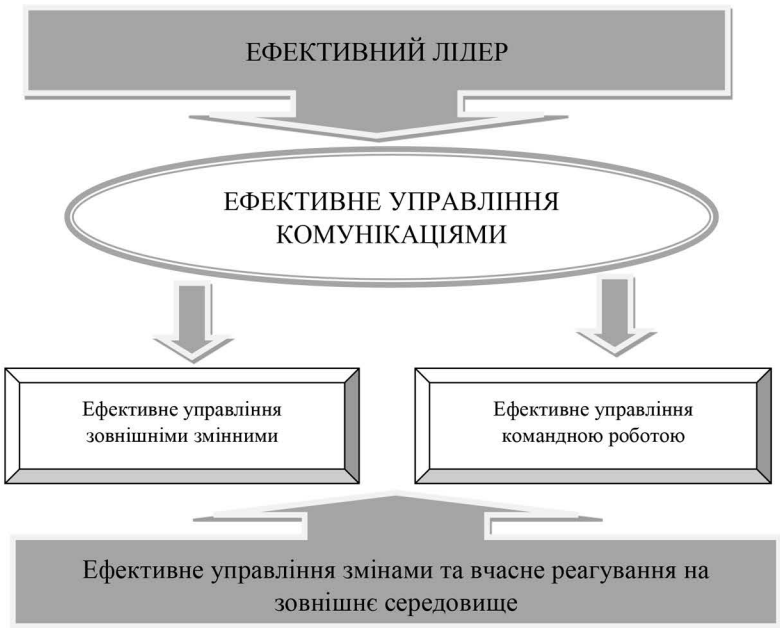 ЕФЕКТИВНИЙ ЛІДЕР
ЕФЕКТИВНЕ УПРАВЛІННЯ
КОМУНІКАЦІЯМИ
Ефективне управління
зовнішніми змінними
Ефективне управління
командною роботою
Ефективне управління змінами та вчасне реагування на
зовнішнє середовище